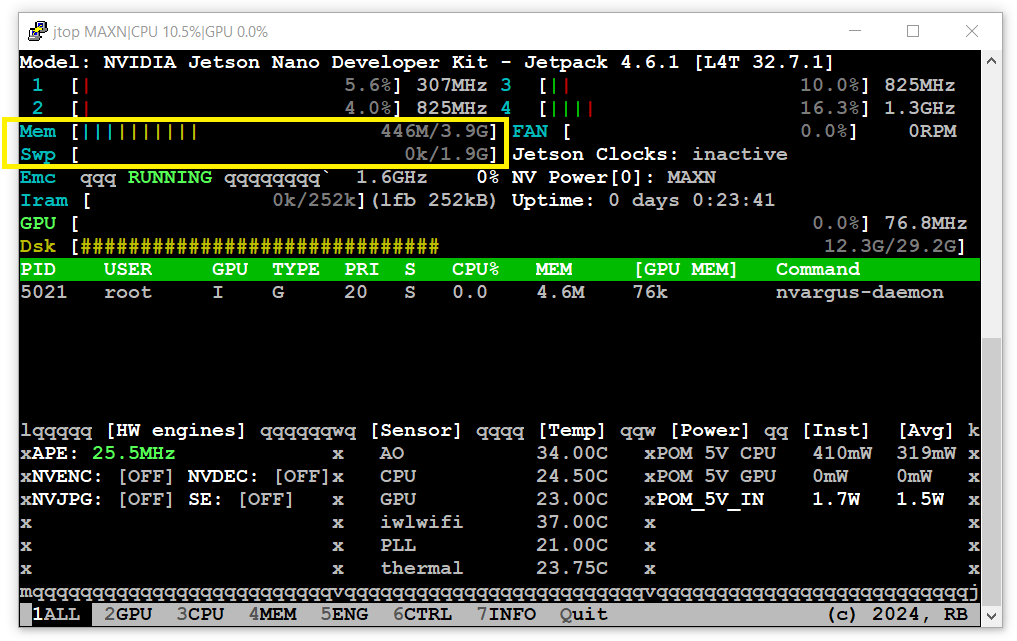 jtop MAXN|CPU 10.5%|GPU 0.0%
Model: NVIDIA Jetson Nano Developer Kit - Jetpack 4.6.1 [L4T 32.7.1]
1 [| 5.6%] 307MHz 3 [|| 10.0%] 825MHz
2 [| 4.0%] 825MHz 4 [|||| 16.3%] 1.3GHz
Mem [|||||||||| 446M/3.9G] FAN [ 0.0%] 0RPM
Swp [ 0k/1.9G] Jetson Clocks: inactive
Emc qqq RUNNING qqqqqqqq` 1.6GHz 0% NV Power[0]: MAXN
Iram [ 0k/252k](lfb 252kB) Uptime: 0 days 0:23:41
GPU [ 0.0%] 76.8MHz
Dsk [############################## 12.3G/29.2G]
PID USER GPU TYPE PRI S CPU% MEM [GPU MEM] Command
5021 root I G 20 S 0.0 4.6M 76k nvargus-daemon
lqqqqq [HW engines] qqqqqqwq [Sensor] qqqq [Temp] qqw [Power] qq [Inst] [Avg] k
xAPE: 25.5MHz x AO 34.00C xPOM 5V CPU 410mW 319mW x
xNVENC: [OFF] NVDEC: [OFF]x CPU 24.50C xPOM 5V GPU 0mW 0mW x
xNVJPG: [OFF] SE: [OFF] x GPU 23.00C xPOM_5V_IN 1.7W 1.5W x
x x iwlwifi 37.00C x x
x x PLL 21.00C x x
x x thermal 23.75C x x
mqqqqqqqqqqqqqqqqqqqqqqqqqvqqqqqqqqqqqqqqqqqqqqqqqqqvqqqqqqqqqqqqqqqqqqqqqqqqqqj
1ALL 2GPU 3CPU 4MEM 5ENG 6CTRL 7INFO Quit (c) 2024, RB